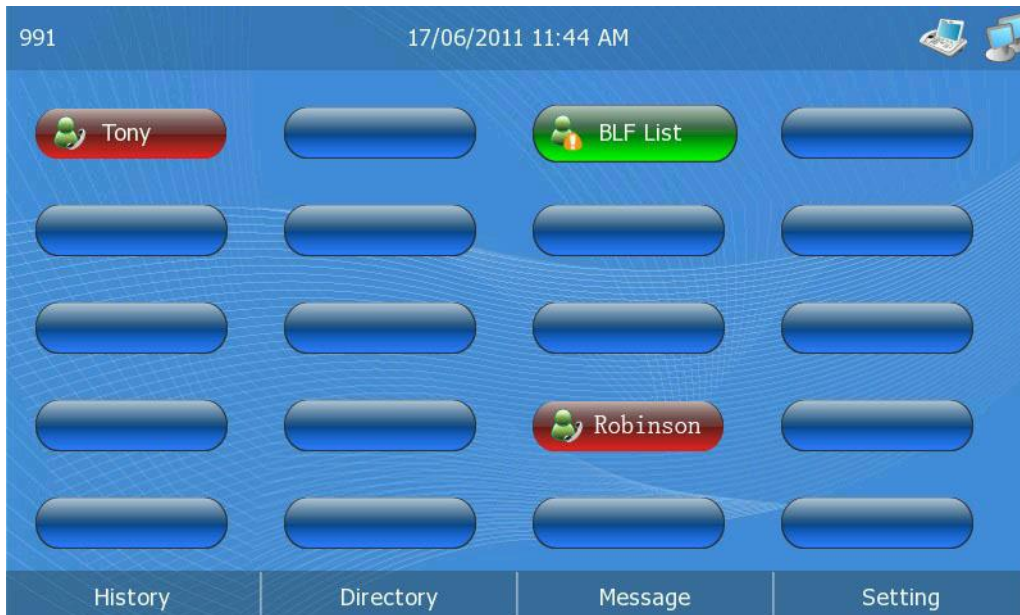 991 17/06/2011 11:44 AM
Tony BLF List
Robinson
History Directory Message Setting